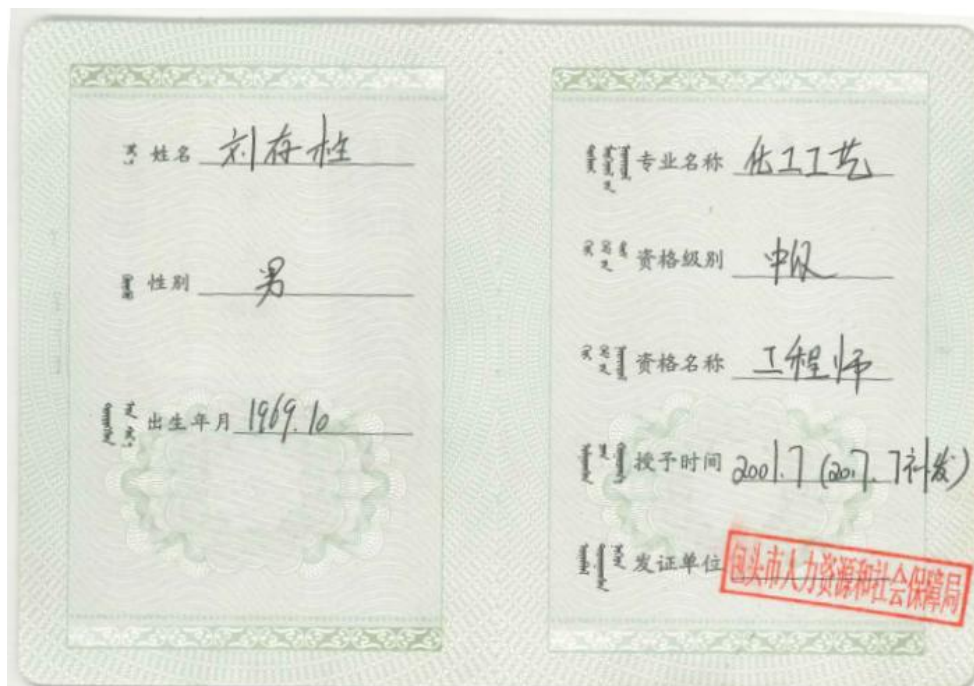 姓名 刘存柱
性别 男
出生年月 1969.10
专业名称 化工工艺
资格级别 中级
资格名称 工程师
授予时间 2001.7 (2017.7补发)
发证单位 包头市人力资源和社会保障局